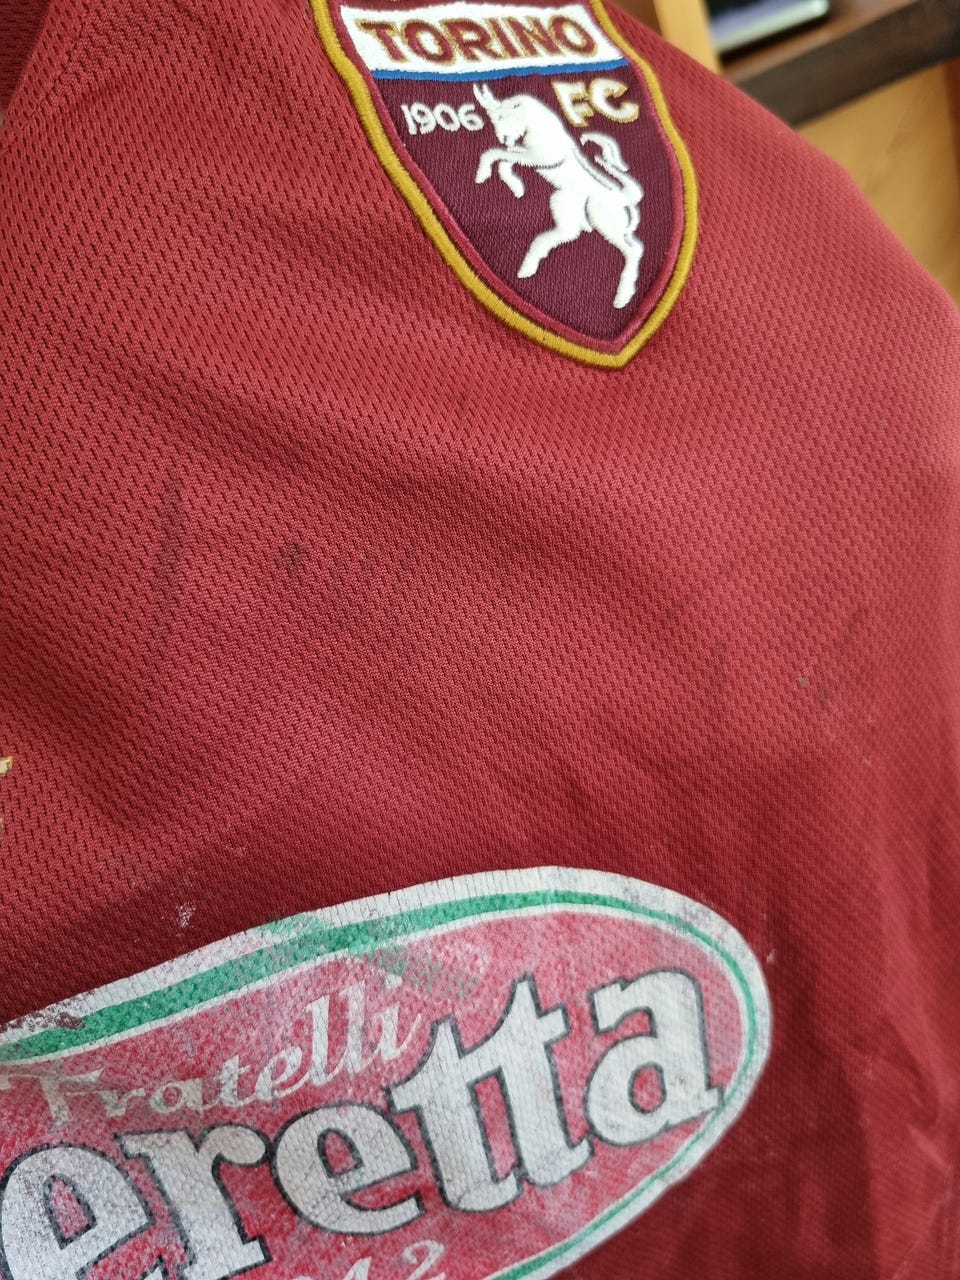 TORINO
1906 FC
Fratelli
eretta